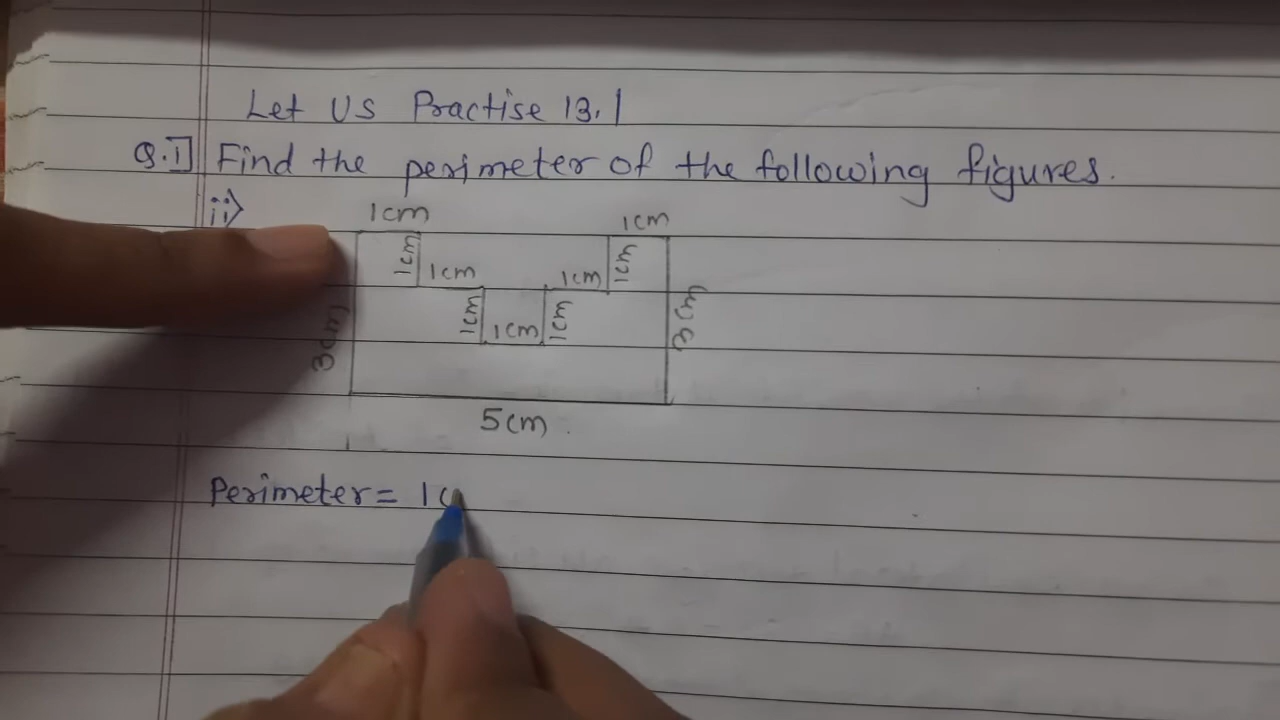 Let Us Practise 13.1
Q.1] Find the perimeter of the following figures.
ii>
1cm 1cm
1cm 1cm 1cm 1cm
1cm 1cm 1cm
3cm 3cm
5cm
Perimeter = 1c